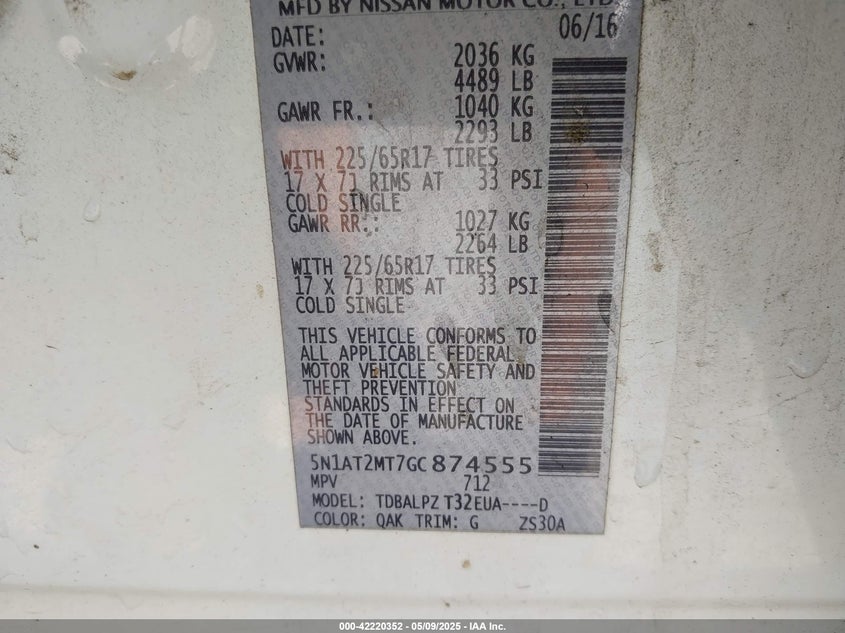 MFD BY NISSAN MOTOR CO., LTD
DATE: 06/16
GVWR: 2036 KG
4489 LB
GAWR FR.: 1040 KG
2293 LB
WITH 225/65R17 TIRES
17 X 7J RIMS AT 33 PSI
COLD SINGLE
GAWR RR.: 1027 KG
2264 LB
WITH 225/65R17 TIRES
17 X 7J RIMS AT 33 PSI
COLD SINGLE
THIS VEHICLE CONFORMS TO
ALL APPLICABLE FEDERAL
MOTOR VEHICLE SAFETY AND
THEFT PREVENTION
STANDARDS IN EFFECT ON
THE DATE OF MANUFACTURE
SHOWN ABOVE.
5N1AT2MT7GC874555
MPV 712
MODEL: TDBALPZ T32EUA----D
COLOR: QAK TRIM: G ZS30A
000-42220352 - 05/09/2025 - IAA Inc.